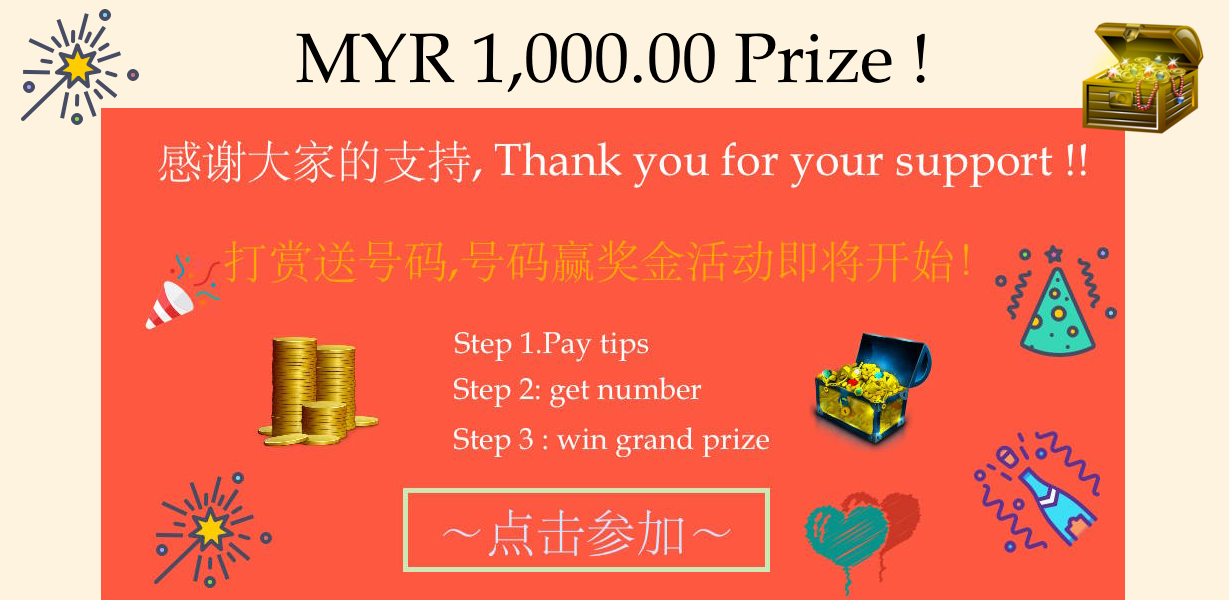 MYR 1,000.00 Prize !
感谢大家的支持, Thank you for your support !!
打赏送号码,号码赢奖金活动即将开始!
Step 1.Pay tips
Step 2: get number
Step 3 : win grand prize
～点击参加～